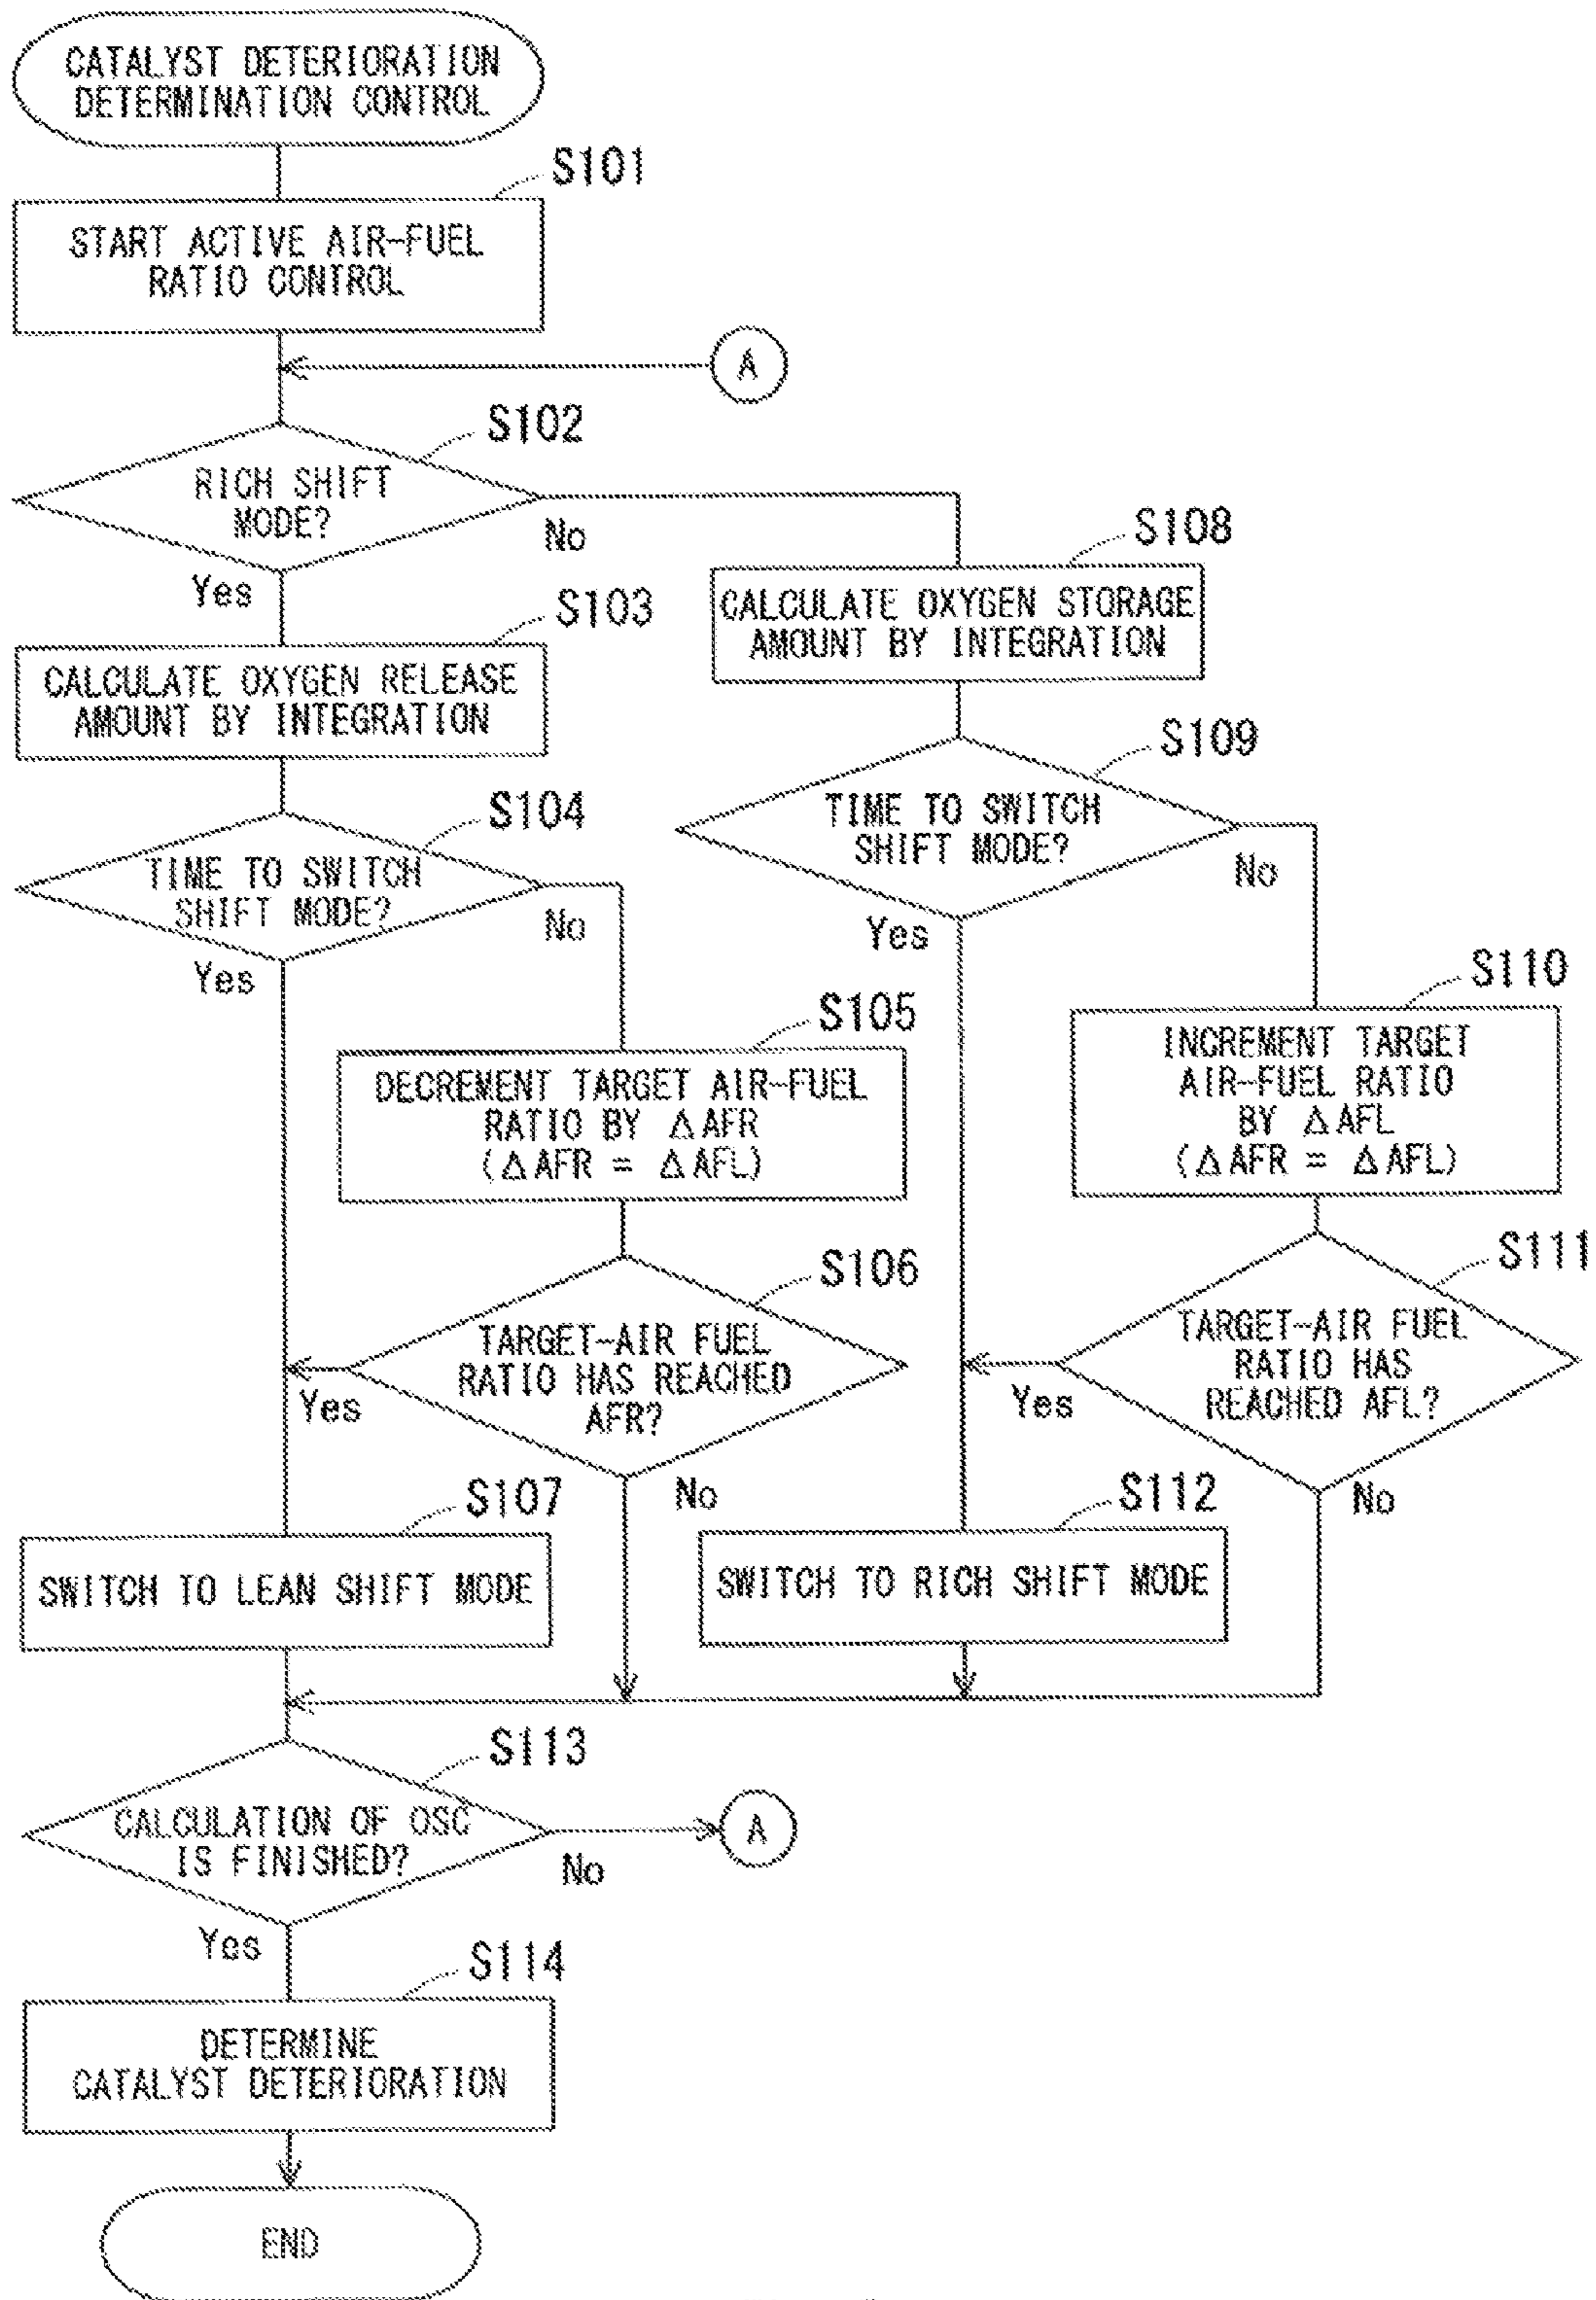 CATALYST DETERIORATION
DETERMINATION CONTROL
S101
START ACTIVE AIR-FUEL
RATIO CONTROL
A
S102
RICH SHIFT
MODE?
No
Yes
S103
CALCULATE OXYGEN RELEASE
AMOUNT BY INTEGRATION
S104
TIME TO SWITCH
SHIFT MODE?
No
Yes
S105
DECREMENT TARGET AIR-FUEL
RATIO BY ΔAFR
(ΔAFR = ΔAFL)
S106
TARGET-AIR FUEL
RATIO HAS REACHED
AFR?
Yes
No
S107
SWITCH TO LEAN SHIFT MODE
S108
CALCULATE OXYGEN STORAGE
AMOUNT BY INTEGRATION
S109
TIME TO SWITCH
SHIFT MODE?
No
Yes
S110
INCREMENT TARGET
AIR-FUEL RATIO
BY ΔAFL
(ΔAFR = ΔAFL)
S111
TARGET-AIR FUEL
RATIO HAS
REACHED AFL?
Yes
No
S112
SWITCH TO RICH SHIFT MODE
S113
CALCULATION OF OSC
IS FINISHED?
No
A
Yes
S114
DETERMINE
CATALYST DETERIORATION
END